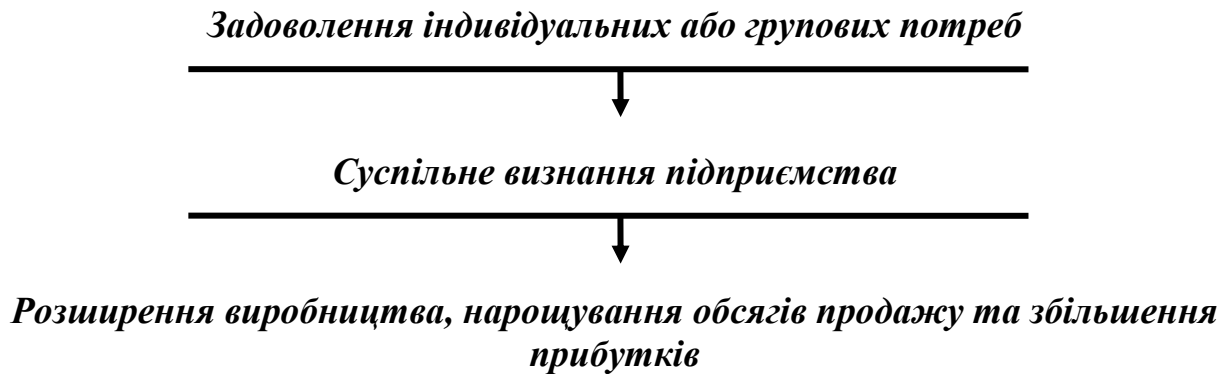 Задоволення індивідуальних або групових потреб
Суспільне визнання підприємства
Розширення виробництва, нарощування обсягів продажу та збільшення
прибутків